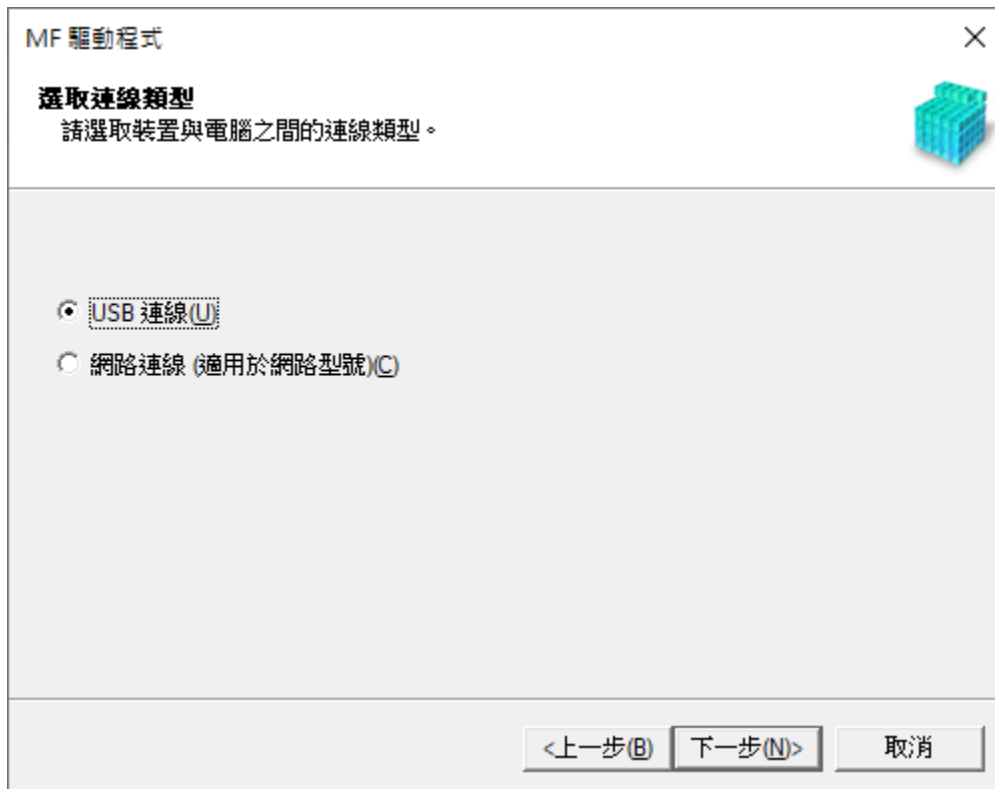 MF 驅動程式
選取連線類型
請選取裝置與電腦之間的連線類型。
USB 連線(U)
網路連線 (適用於網路型號)(C)
<上一步(B) 下一步(N)> 取消